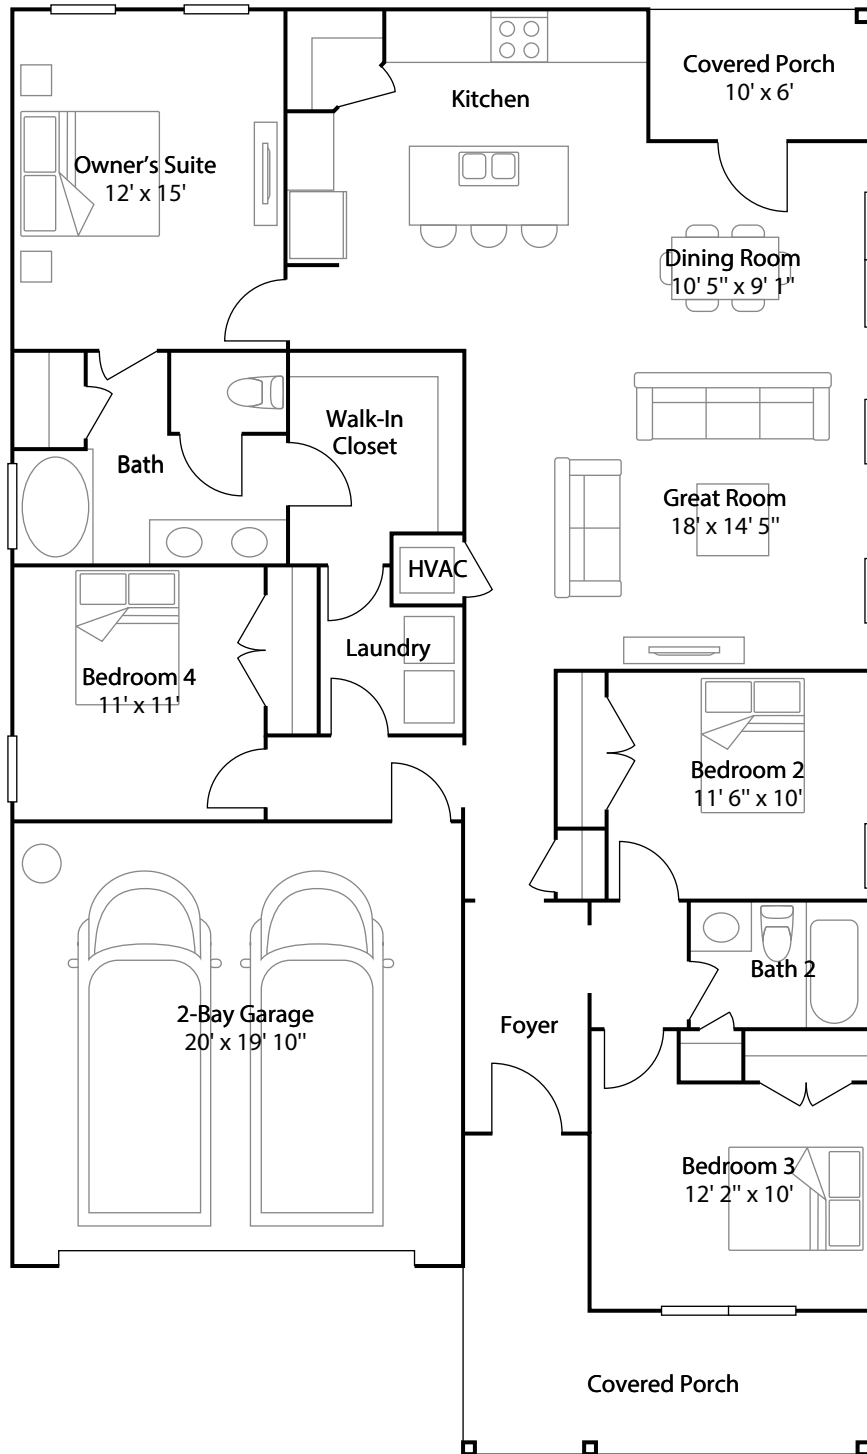 Covered Porch
10' x 6'
Kitchen
Owner's Suite
12' x 15'
Dining Room
10' 5" x 9' 1"
Walk-In
Closet
Bath
Great Room
18' x 14' 5"
HVAC
Laundry
Bedroom 4
11' x 11'
Bedroom 2
11' 6" x 10'
Bath 2
2-Bay Garage
20' x 19' 10"
Foyer
Bedroom 3
12' 2" x 10'
Covered Porch